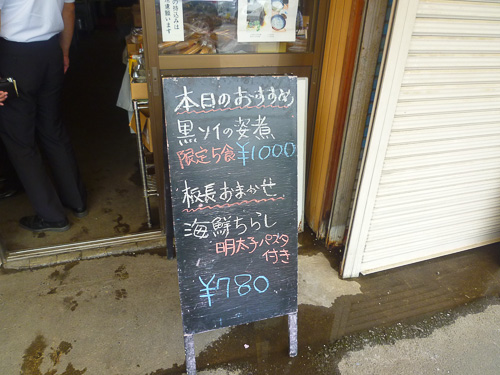 本日のおすすめ
黒ソイの姿煮
限定5食 ¥1000
板長おまかせ
海鮮ちらし
明太子パスタ
付き
¥780